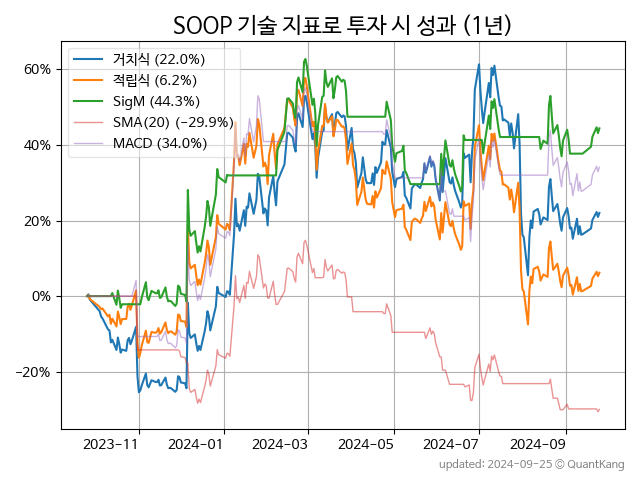 SOOP 기술 지표로 투자 시 성과 (1년)
거치식 (22.0%)
적립식 (6.2%)
SigM (44.3%)
SMA(20) (−29.9%)
MACD (34.0%)
60%
40%
20%
0%
−20%
2023-11 2024-01 2024-03 2024-05 2024-07 2024-09
updated: 2024-09-25 © QuantKang